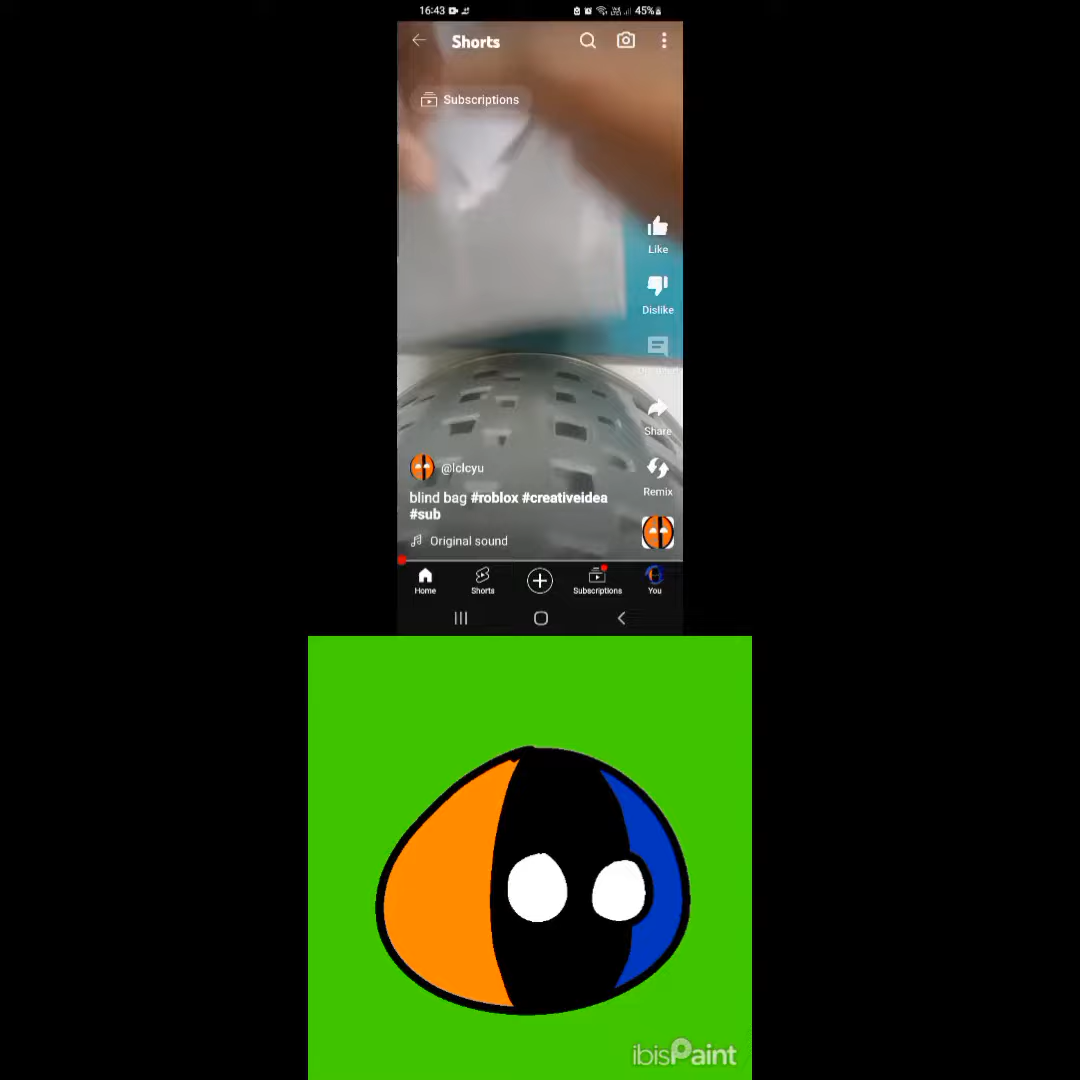 16:43
45%
Shorts
Subscriptions
Like
Dislike
Share
@lclcyu
Remix
blind bag #roblox #creativeidea
#sub
Original sound
Home
Shorts
Subscriptions
You
ibisPaint